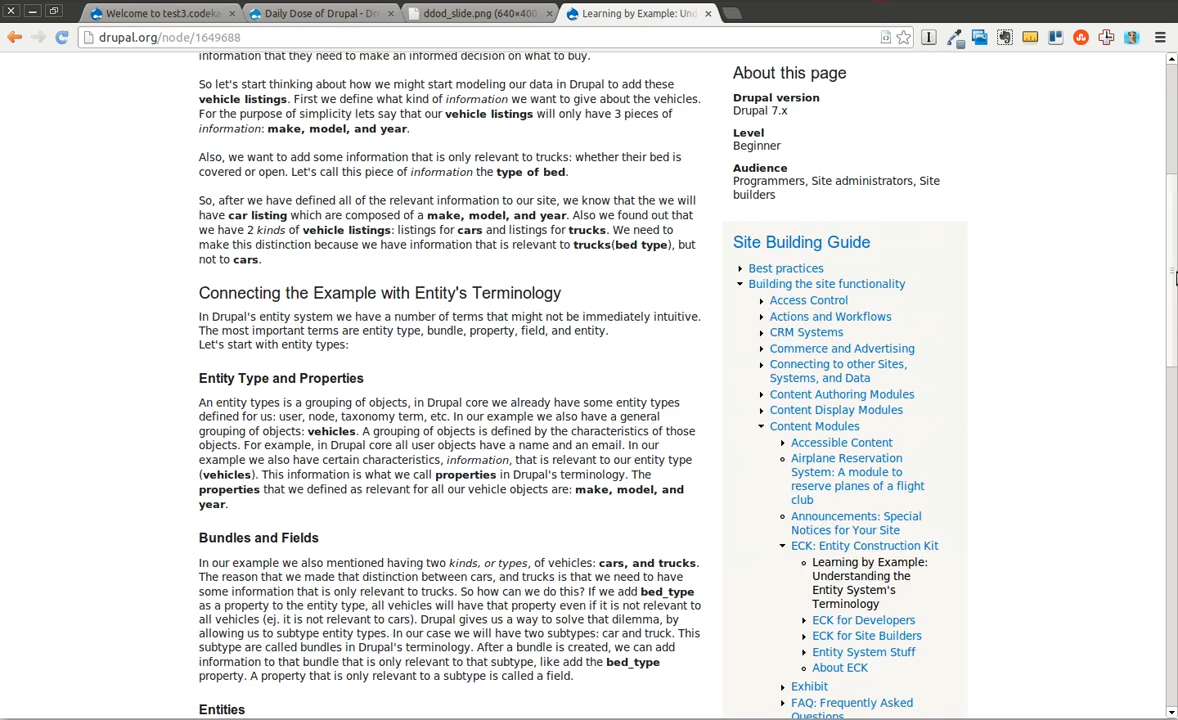 Welcome to test3.codeka
Daily Dose of Drupal - Dr
ddod_slide.png (640×400
Learning by Example: Un
drupal.org/node/1649688
information that they need to make an informed decision on what to buy.
So let's start thinking about how we might start modeling our data in Drupal to add these
vehicle listings. First we define what kind of information we want to give about the vehicles.
For the purpose of simplicity lets say that our vehicle listings will only have 3 pieces of
information: make, model, and year.
Also, we want to add some information that is only relevant to trucks: whether their bed is
covered or open. Let's call this piece of information the type of bed.
So, after we have defined all of the relevant information to our site, we know that the we will
have car listing which are composed of a make, model, and year. Also we found out that
we have 2 kinds of vehicle listings: listings for cars and listings for trucks. We need to
make this distinction because we have information that is relevant to trucks(bed type), but
not to cars.
Connecting the Example with Entity's Terminology
In Drupal's entity system we have a number of terms that might not be immediately intuitive.
The most important terms are entity type, bundle, property, field, and entity.
Let's start with entity types:
Entity Type and Properties
An entity types is a grouping of objects, in Drupal core we already have some entity types
defined for us: user, node, taxonomy term, etc. In our example we also have a general
grouping of objects: vehicles. A grouping of objects is defined by the characteristics of those
objects. For example, in Drupal core all user objects have a name and an email. In our
example we also have certain characteristics, information, that is relevant to our entity type
(vehicles). This information is what we call properties in Drupal's terminology. The
properties that we defined as relevant for all our vehicle objects are: make, model, and
year.
Bundles and Fields
In our example we also mentioned having two kinds, or types, of vehicles: cars, and trucks.
The reason that we made that distinction between cars, and trucks is that we need to have
some information that is only relevant to trucks. So how can we do this? If we add bed_type
as a property to the entity type, all vehicles will have that property even if it is not relevant to
all vehicles (ej. it is not relevant to cars). Drupal gives us a way to solve that dilemma, by
allowing us to subtype entity types. In our case we will have two subtypes: car and truck. This
subtype are called bundles in Drupal's terminology. After a bundle is created, we can add
information to that bundle that is only relevant to that subtype, like add the bed_type
property. A property that is only relevant to a subtype is called a field.
Entities
About this page
Drupal version
Drupal 7.x
Level
Beginner
Audience
Programmers, Site administrators, Site
builders
Site Building Guide
Best practices
Building the site functionality
Access Control
Actions and Workflows
CRM Systems
Commerce and Advertising
Connecting to other Sites,
Systems, and Data
Content Authoring Modules
Content Display Modules
Content Modules
Accessible Content
Airplane Reservation
System: A module to
reserve planes of a flight
club
Announcements: Special
Notices for Your Site
ECK: Entity Construction Kit
Learning by Example:
Understanding the
Entity System's
Terminology
ECK for Developers
ECK for Site Builders
Entity System Stuff
About ECK
Exhibit
FAQ: Frequently Asked
Questions